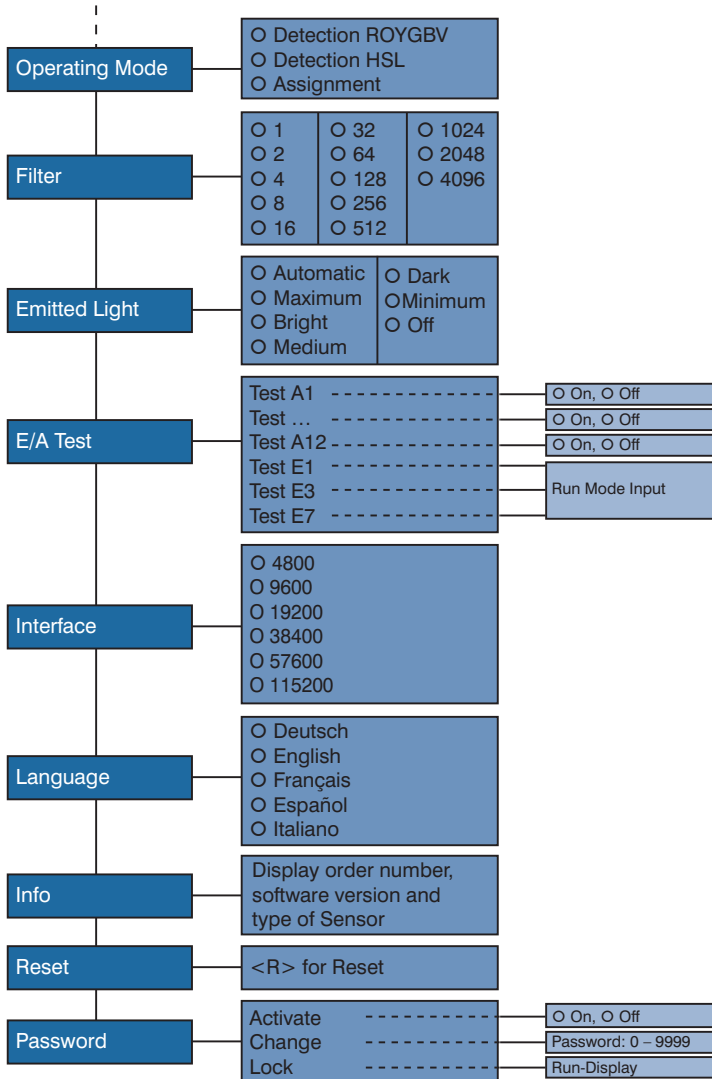 Operating Mode
O Detection ROYGBV
O Detection HSL
O Assignment
Filter
O 1
O 2
O 4
O 8
O 16
O 32
O 64
O 128
O 256
O 512
O 1024
O 2048
O 4096
Emitted Light
O Automatic
O Maximum
O Bright
O Medium
O Dark
OMinimum
O Off
E/A Test
Test A1
O On, O Off
Test …
O On, O Off
Test A12
O On, O Off
Test E1
Test E3
Test E7
Run Mode Input
Interface
O 4800
O 9600
O 19200
O 38400
O 57600
O 115200
Language
O Deutsch
O English
O Français
O Español
O Italiano
Info
Display order number,
software version and
type of Sensor
Reset
<R> for Reset
Password
Activate
O On, O Off
Change
Password: 0 – 9999
Lock
Run-Display